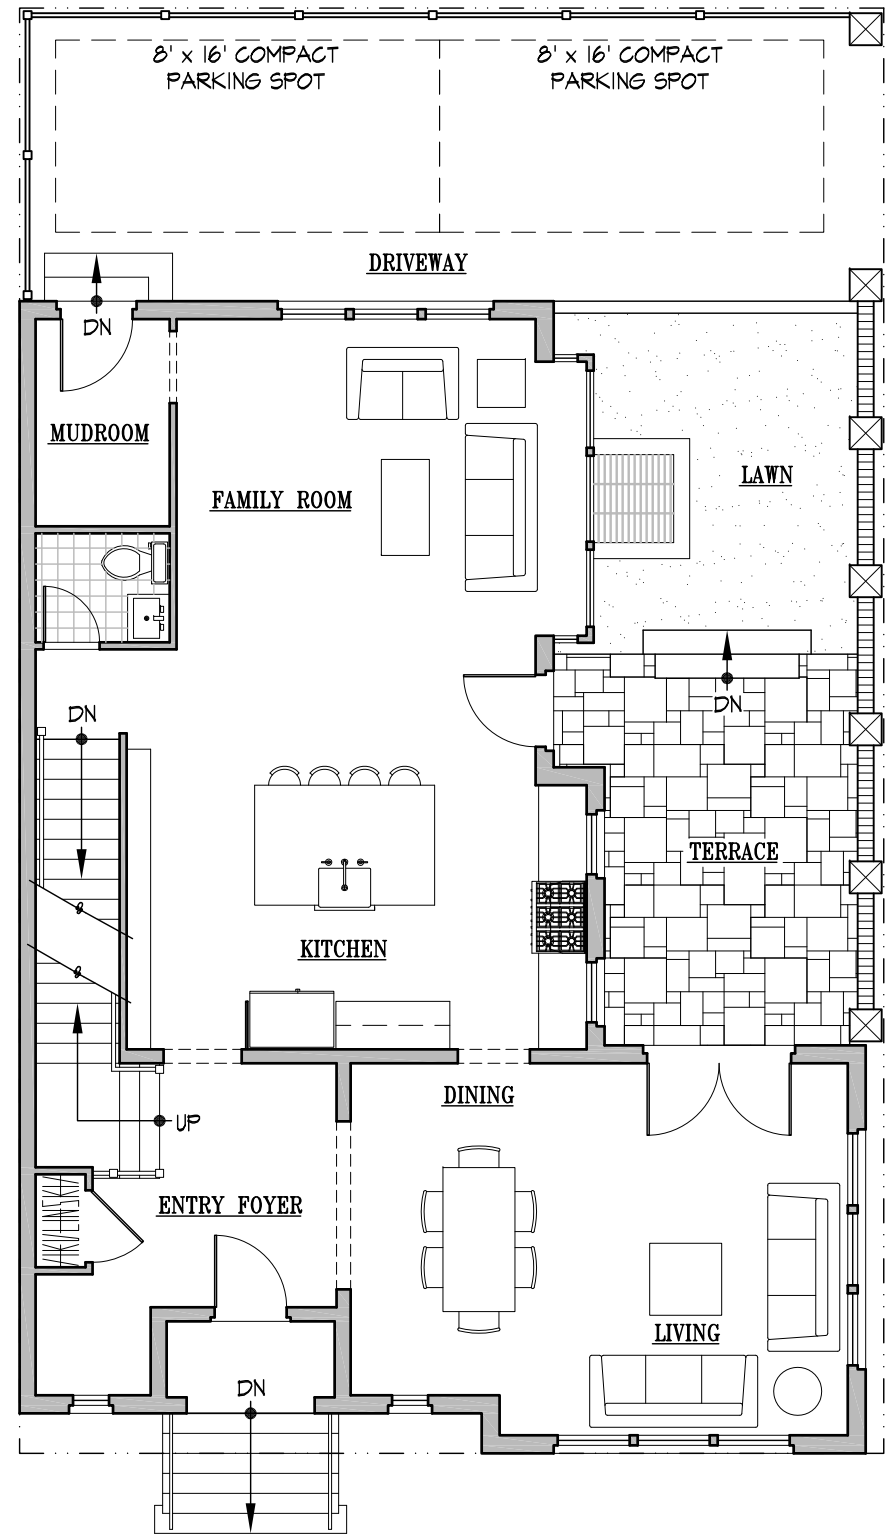 8' x 16' COMPACT
PARKING SPOT
8' x 16' COMPACT
PARKING SPOT
DRIVEWAY
DN
MUDROOM
LAWN
FAMILY ROOM
DN
DN
TERRACE
KITCHEN
DINING
UP
ENTRY FOYER
LIVING
DN